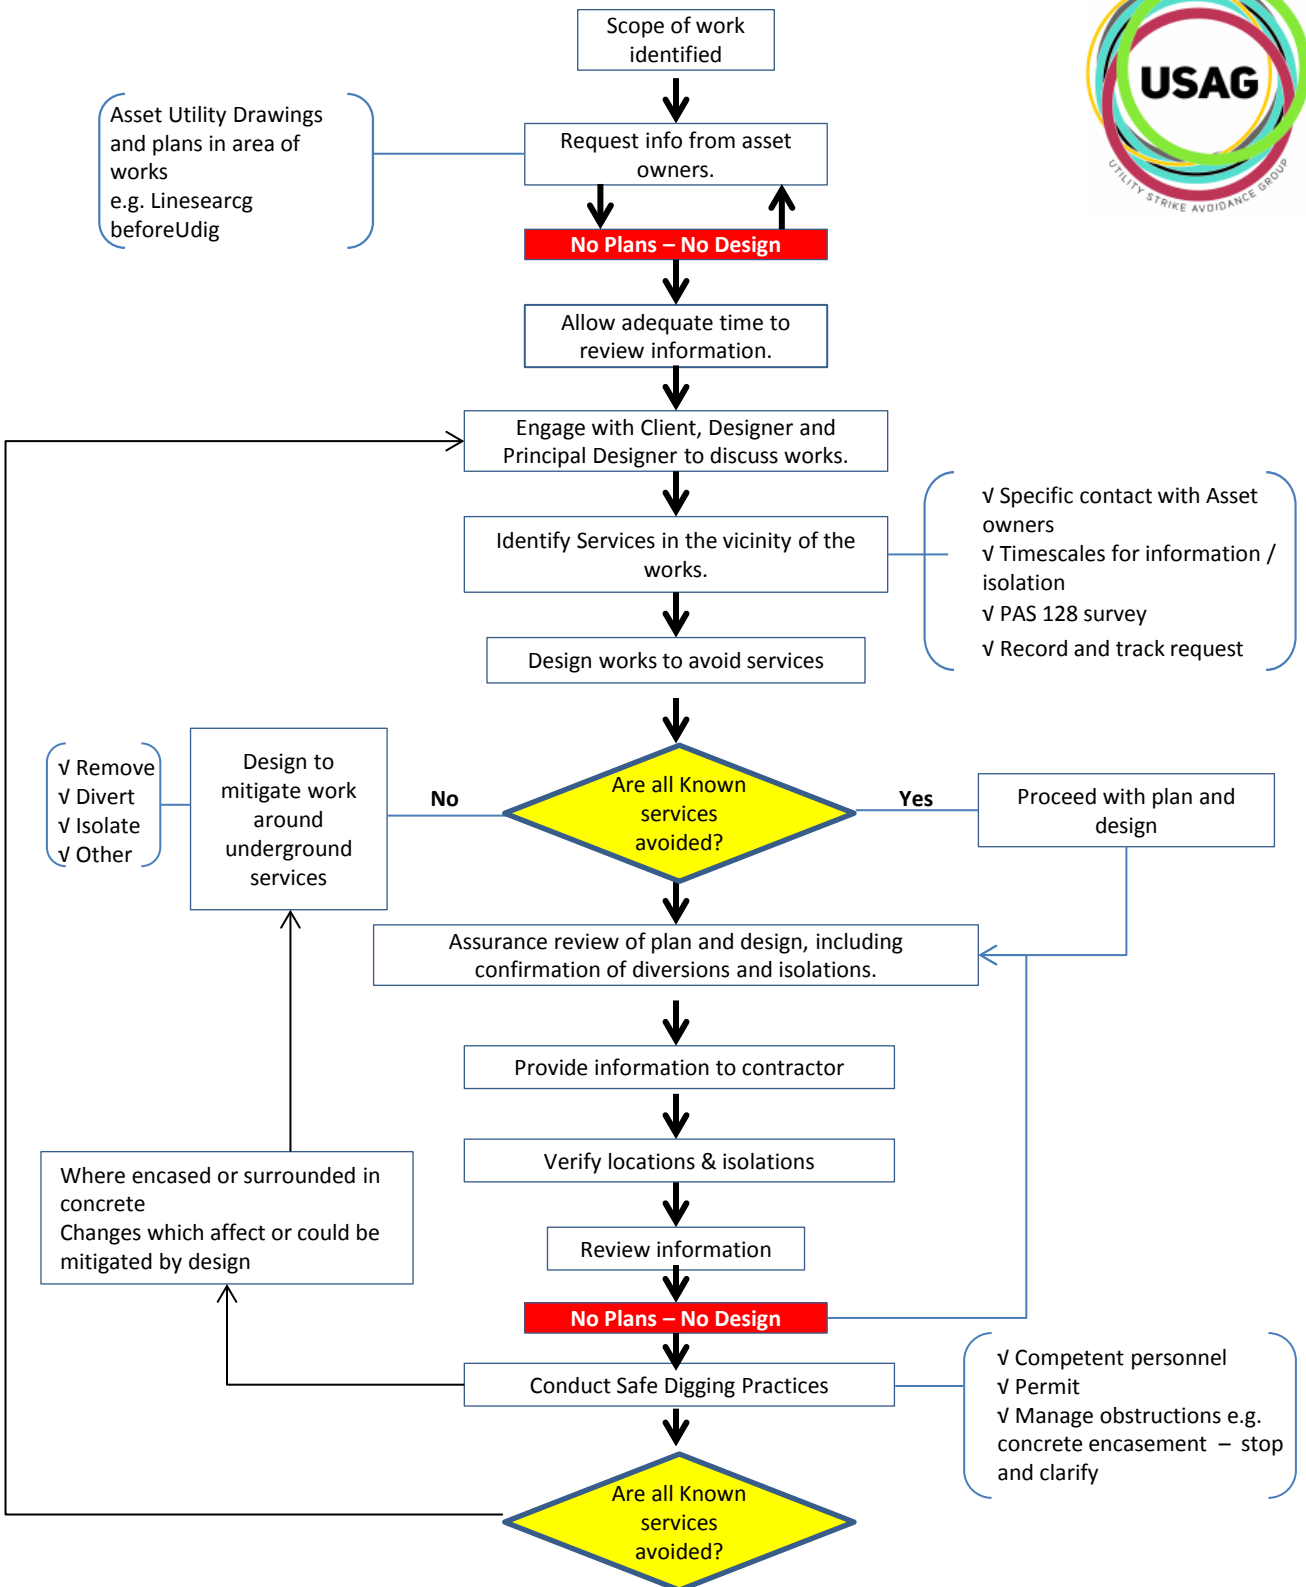 Scope of work
identified
USAG
UTILITY STRIKE AVOIDANCE GROUP
Asset Utility Drawings
and plans in area of
works
e.g. Linesearcg
beforeUdig
Request info from asset
owners.
No Plans – No Design
Allow adequate time to
review information.
Engage with Client, Designer and
Principal Designer to discuss works.
Identify Services in the vicinity of the
works.
√ Specific contact with Asset
owners
√ Timescales for information /
isolation
√ PAS 128 survey
√ Record and track request
Design works to avoid services
√ Remove
√ Divert
√ Isolate
√ Other
Design to
mitigate work
around
underground
services
No
Are all Known
services
avoided?
Yes
Proceed with plan and
design
Assurance review of plan and design, including
confirmation of diversions and isolations.
Provide information to contractor
Verify locations & isolations
Where encased or surrounded in
concrete
Changes which affect or could be
mitigated by design
Review information
No Plans – No Design
Conduct Safe Digging Practices
√ Competent personnel
√ Permit
√ Manage obstructions e.g.
concrete encasement – stop
and clarify
Are all Known
services
avoided?